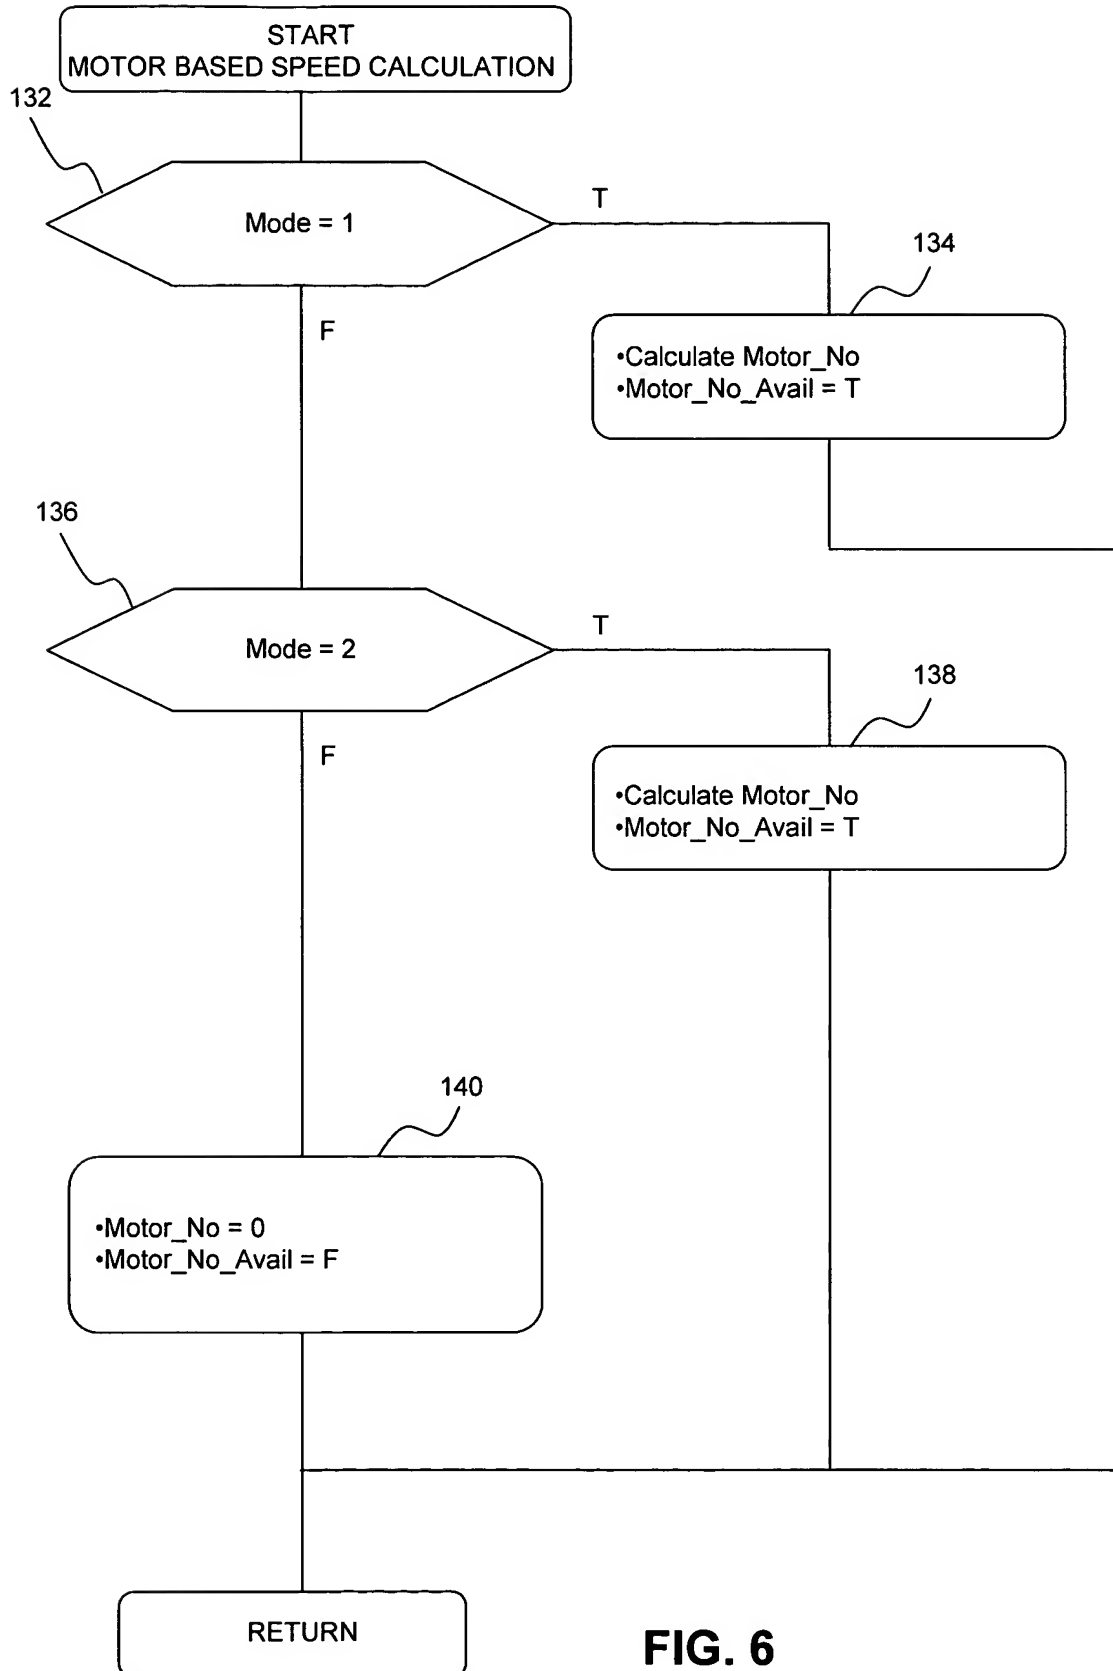 START
MOTOR BASED SPEED CALCULATION
132
Mode = 1
T
134
F
•Calculate Motor_No
•Motor_No_Avail = T
136
Mode = 2
T
138
F
•Calculate Motor_No
•Motor_No_Avail = T
140
•Motor_No = 0
•Motor_No_Avail = F
RETURN
FIG. 6